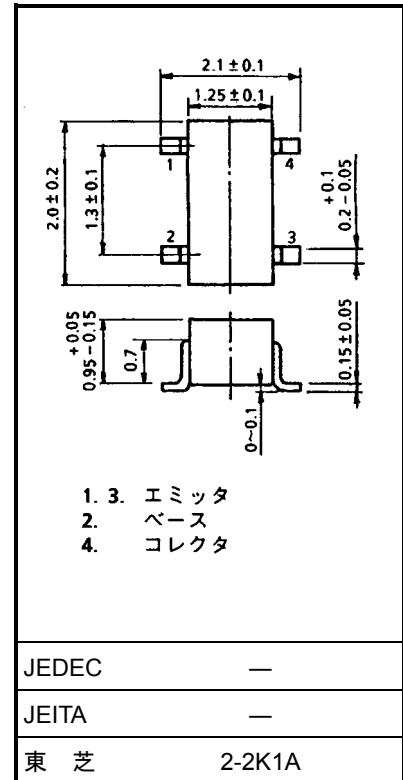 2.1±0.1
1.25±0.1
1
4
2.0±0.2
1.3±0.1
2
3
+0.1
0.2-0.05
+0.05
0.95-0.15
0.7
0~0.1
0.15±0.05
1. 3. エミッタ
2. ベース
4. コレクタ
JEDEC —
JEITA —
東 芝 2-2K1A